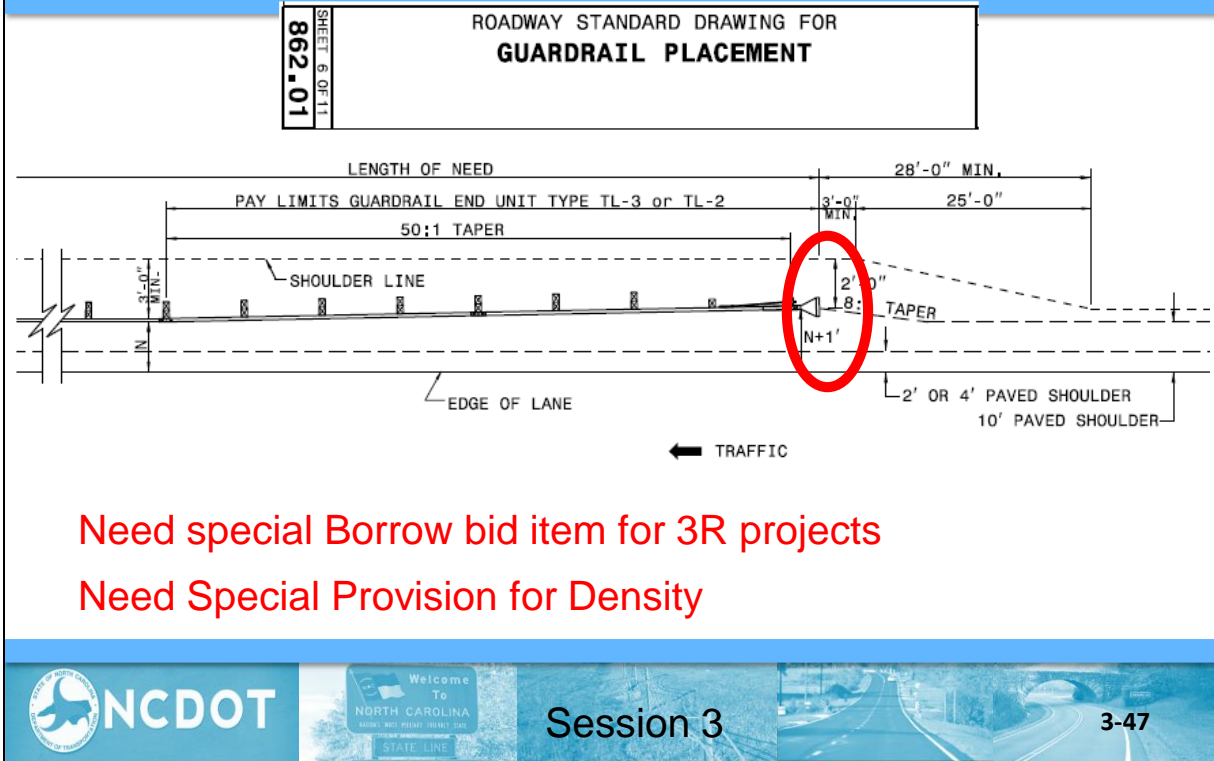 862.01
SHEET 6 OF 11
ROADWAY STANDARD DRAWING FOR
GUARDRAIL PLACEMENT
LENGTH OF NEED
28'-0" MIN.
PAY LIMITS GUARDRAIL END UNIT TYPE TL-3 or TL-2
3'-0"
MIN.
25'-0"
50:1 TAPER
SHOULDER LINE
3'-0"
MIN.
2'-0"
8: TAPER
N
N+1'
EDGE OF LANE
2' OR 4' PAVED SHOULDER
10' PAVED SHOULDER
TRAFFIC
Need special Borrow bid item for 3R projects
Need Special Provision for Density
NCDOT
Welcome
To
NORTH CAROLINA
STATE LINE
Session 3
3-47